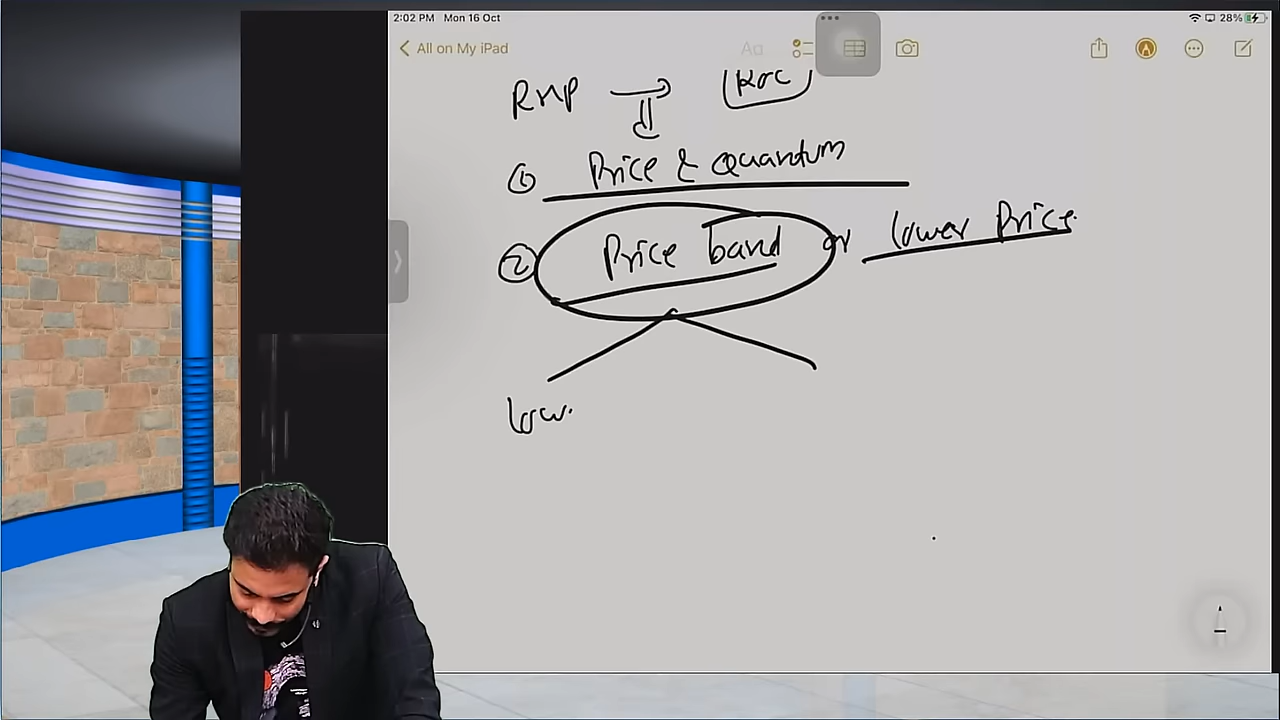 2:02 PM Mon 16 Oct
28%
All on My iPad
Aa
RHP → ROC
① Price & Quantum
② Price band or lower Price
low.